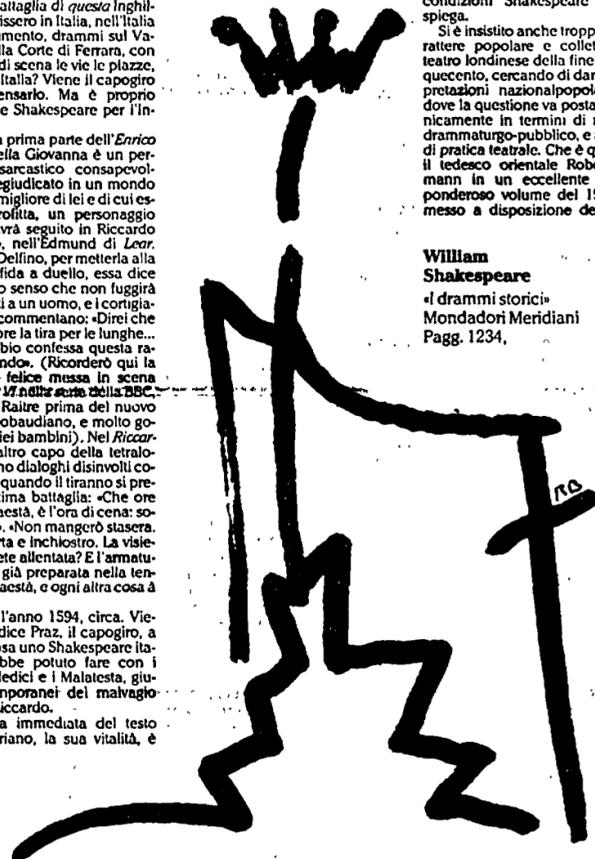 attaglia di questa Inghil-
issero in Italia, nell'Italia
mento, drammi sul Va-
lla Corte di Ferrara, con
di scena le vie le piazze,
Italia? Viene il capogiro
ensarlo. Ma è proprio
e Shakespeare per l'In-
prima parte dell'Enrico
ella Giovanna è un per-
sarcastico consapevol-
egiudicato in un mondo
migliore di lei e di cui es-
rofitta, un personaggio
vrà seguito in Riccardo
, nell'Edmund di Lear.
Delfino, per metterla alla
fida a duello, essa dice
o senso che non fuggirà
i a un uomo, e i cortigia-
commentano: «Direi che
ore la tira per le lunghe...
bio confessa questa ra-
ndo». (Ricorderò qui la
felice messa in scena
VI nella serie della BBC,
Raitre prima del nuovo
obaudiano, e molto go-
iei bambini). Nel Riccar-
altro capo della tetralo-
no dialoghi disinvolti co-
quando il tiranno si pre-
tima battaglia: «Che ore
aestà, è l'ora di cena: so-
». «Non mangerò stasera.
rta e inchiostro. La visie-
ete allentata? E l'armatu-
già preparata nella ten-
aestà, e ogni altra cosa à
l'anno 1594, circa. Vie-
dice Praz, il capogiro, a
sa uno Shakespeare ita-
bbe potuto fare con i
edici e i Malatesta, giu-
nporanei del malvagio
iccardo.
a immediata del testo
riano, la sua vitalità, è
condizioni Shakespeare
spiega.
Si è insistito anche tropp
rattere popolare e collet
teatro londinese della fine
quecento, cercando di dar
pretazioni nazionalpopola
dove la questione va posta
nicamente in termini di r
drammaturgo-pubblico, e a
di pratica teatrale. Che è q
il tedesco orientale Robe
mann in un eccellente
ponderoso volume del 19
messo a disposizione de
William
Shakespeare
«I drammi storici»
Mondadori Meridiani
Pagg. 1234,
RB